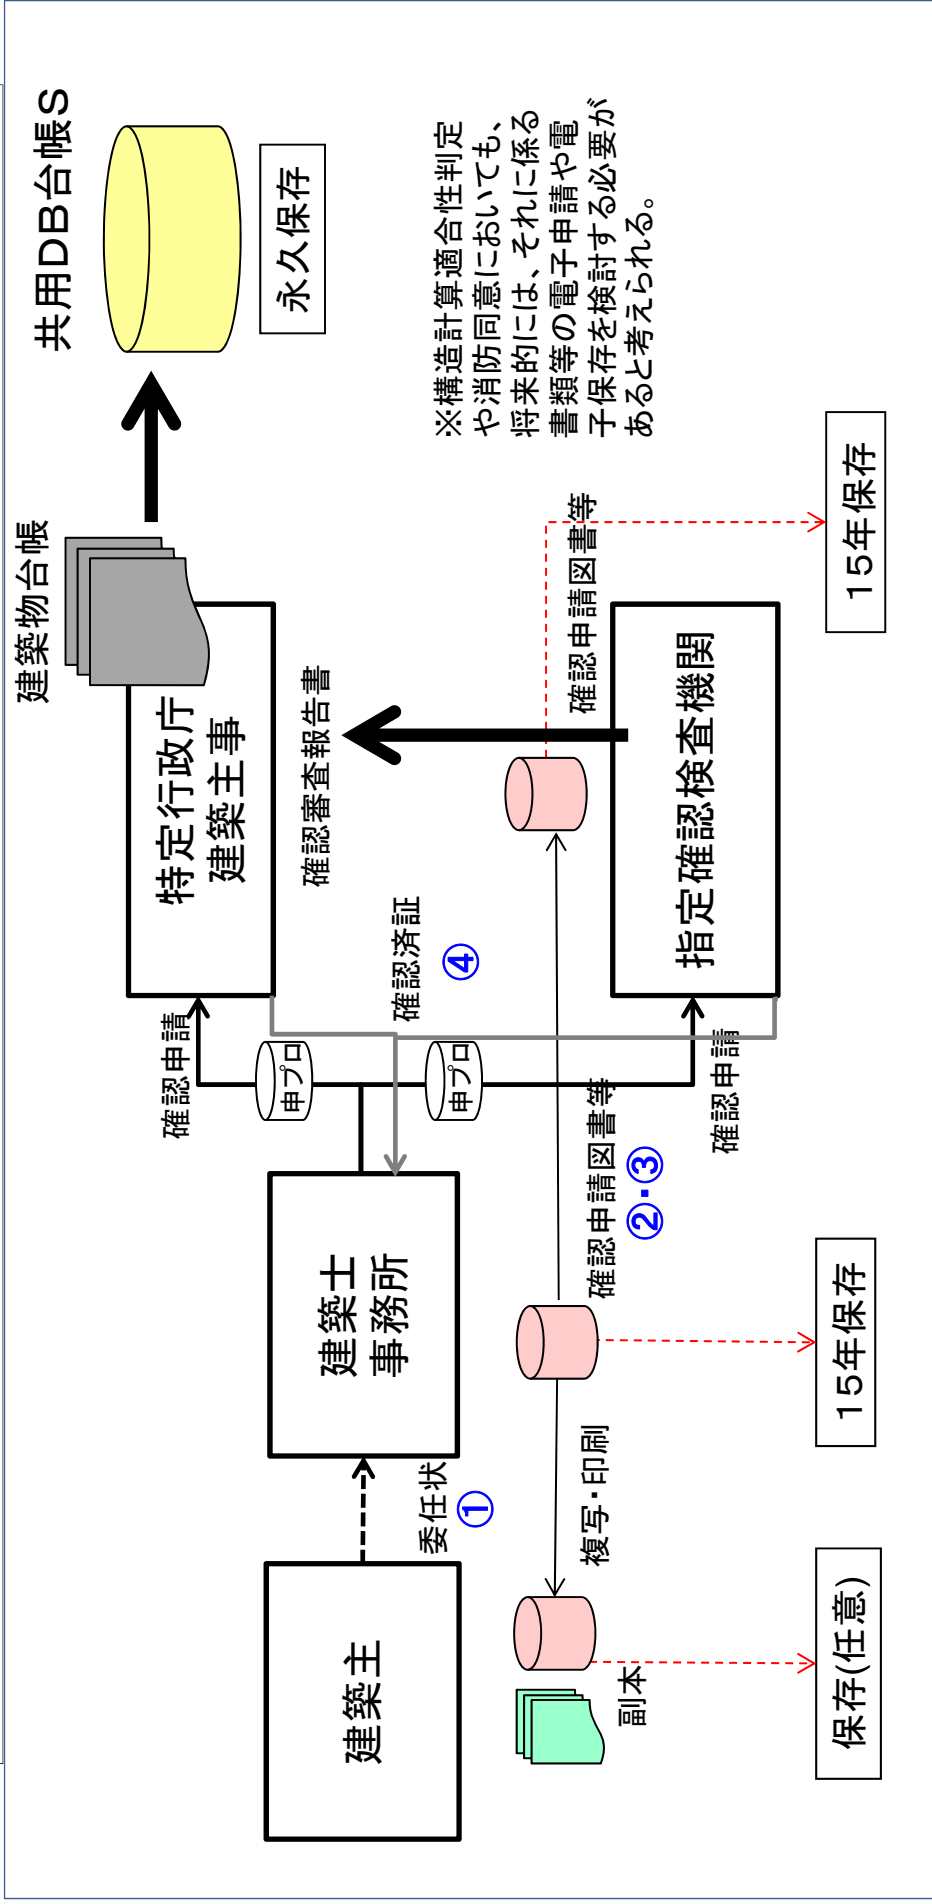 共用DB台帳S
建築物台帳
永久保存
特定行政庁
建築主事
確認審査報告書
※構造計算適合性判定
や消防同意においても、
将来的には、それに係る
書類等の電子申請や電
子保存を検討する必要が
あると考えられる。
確認申請
申プロ
確認済証
④
申プロ
確認申請
建築士
事務所
建築主
委任状
①
確認申請図書等
指定確認検査機関
15年保存
確認申請図書等
②・③
複写・印刷
副本
15年保存
保存(任意)